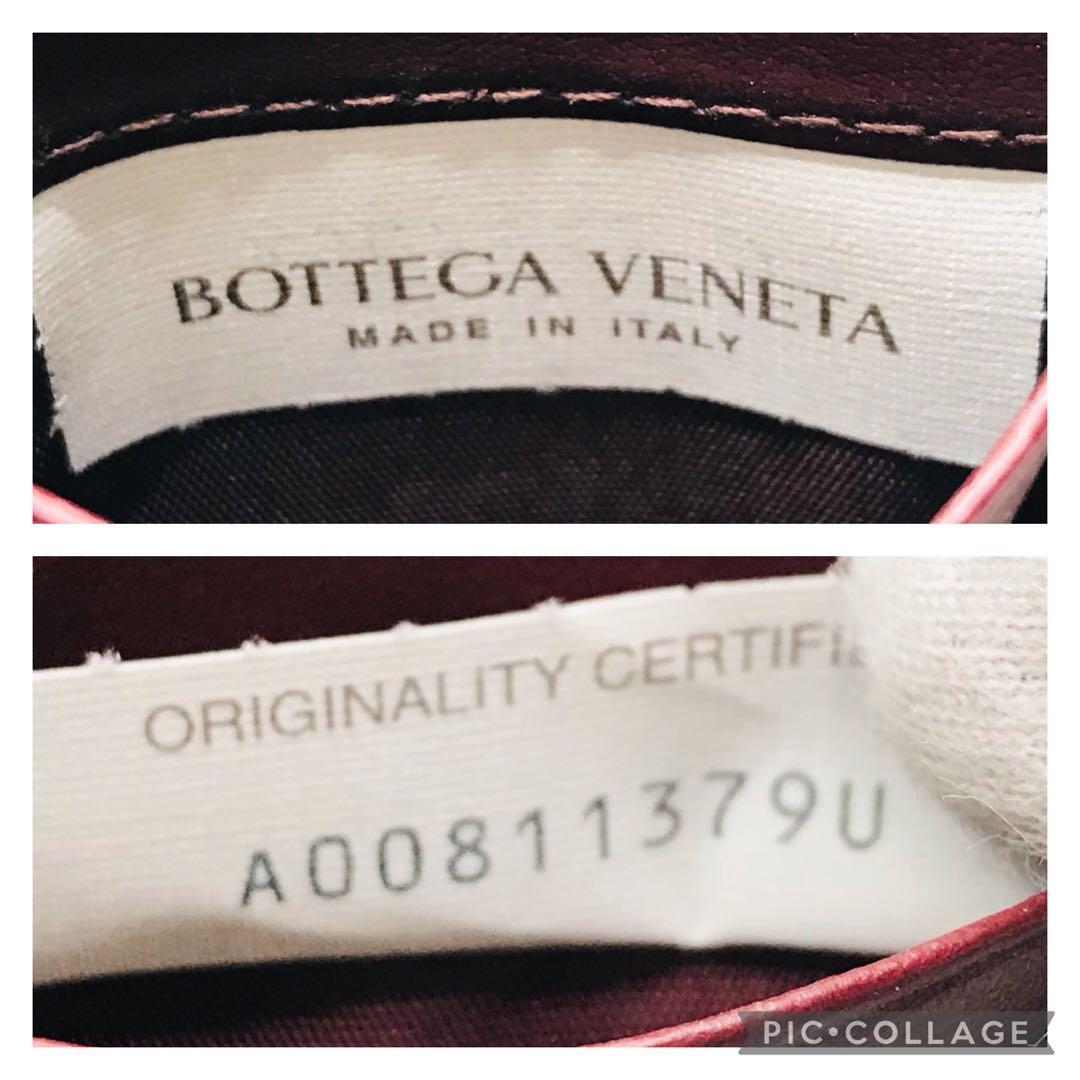 BOTTEGA VENETA
MADE IN ITALY
ORIGINALITY CERTIFI
A00811379U
PIC•COLLAGE